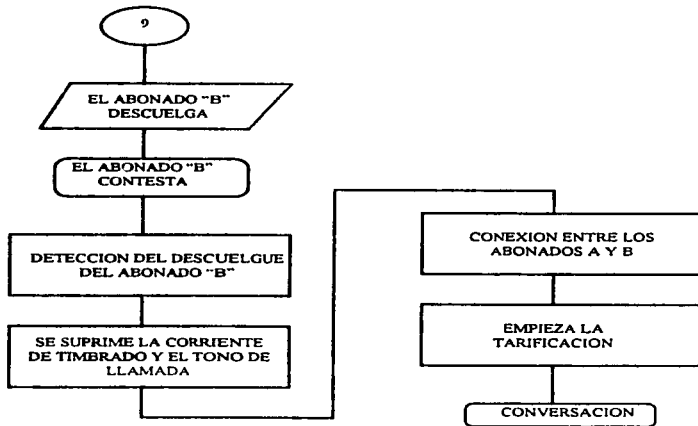 9
EL ABONADO "B"
DESCUELGA
EL ABONADO "B"
CONTESTA
DETECCION DEL DESCUELGUE
DEL ABONADO "B"
SE SUPRIME LA CORRIENTE
DE TIMBRADO Y EL TONO DE
LLAMADA
CONEXION ENTRE LOS
ABONADOS A Y B
EMPIEZA LA
TARIFICACION
CONVERSACION